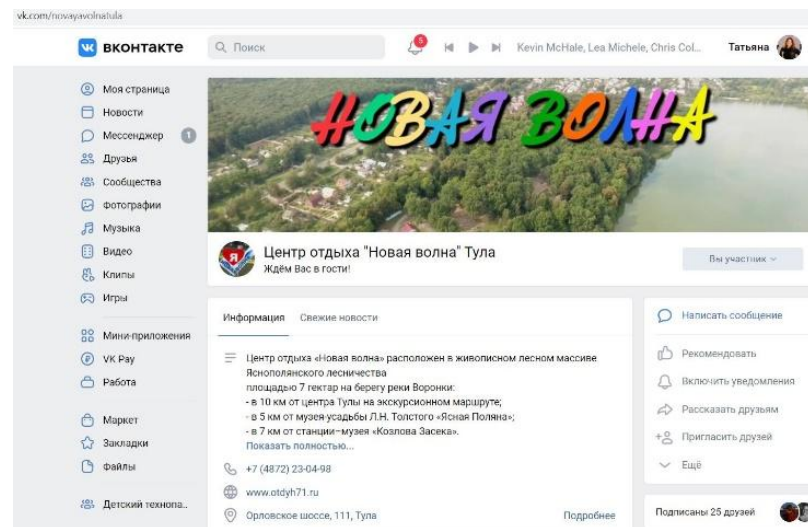 vk.com/novayavolnatula
вконтакте
Поиск
5
Kevin McHale, Lea Michele, Chris Col...
Татьяна
Моя страница
Новости
Мессенджер 1
Друзья
Сообщества
Фотографии
Музыка
Видео
Клипы
Игры
Мини-приложения
VK Pay
Работа
Маркет
Закладки
Файлы
Детский технопа..
НОВАЯ ВОЛНА
Центр отдыха "Новая волна" Тула
Ждём Вас в гости!
Вы участник
Информация Свежие новости
Центр отдыха «Новая волна» расположен в живописном лесном массиве
Яснополянского лесничества
площадью 7 гектар на берегу реки Воронки:
- в 10 км от центра Тулы на экскурсионном маршруте;
- в 5 км от музея-усадьбы Л.Н. Толстого «Ясная Поляна»;
- в 7 км от станции–музея «Козлова Засека».
Показать полностью...
+7 (4872) 23-04-98
www.otdyh71.ru
Орловское шоссе, 111, Тула
Подробнее
Написать сообщение
Рекомендовать
Включить уведомления
Рассказать друзьям
Пригласить друзей
Ещё
Подписаны 25 друзей